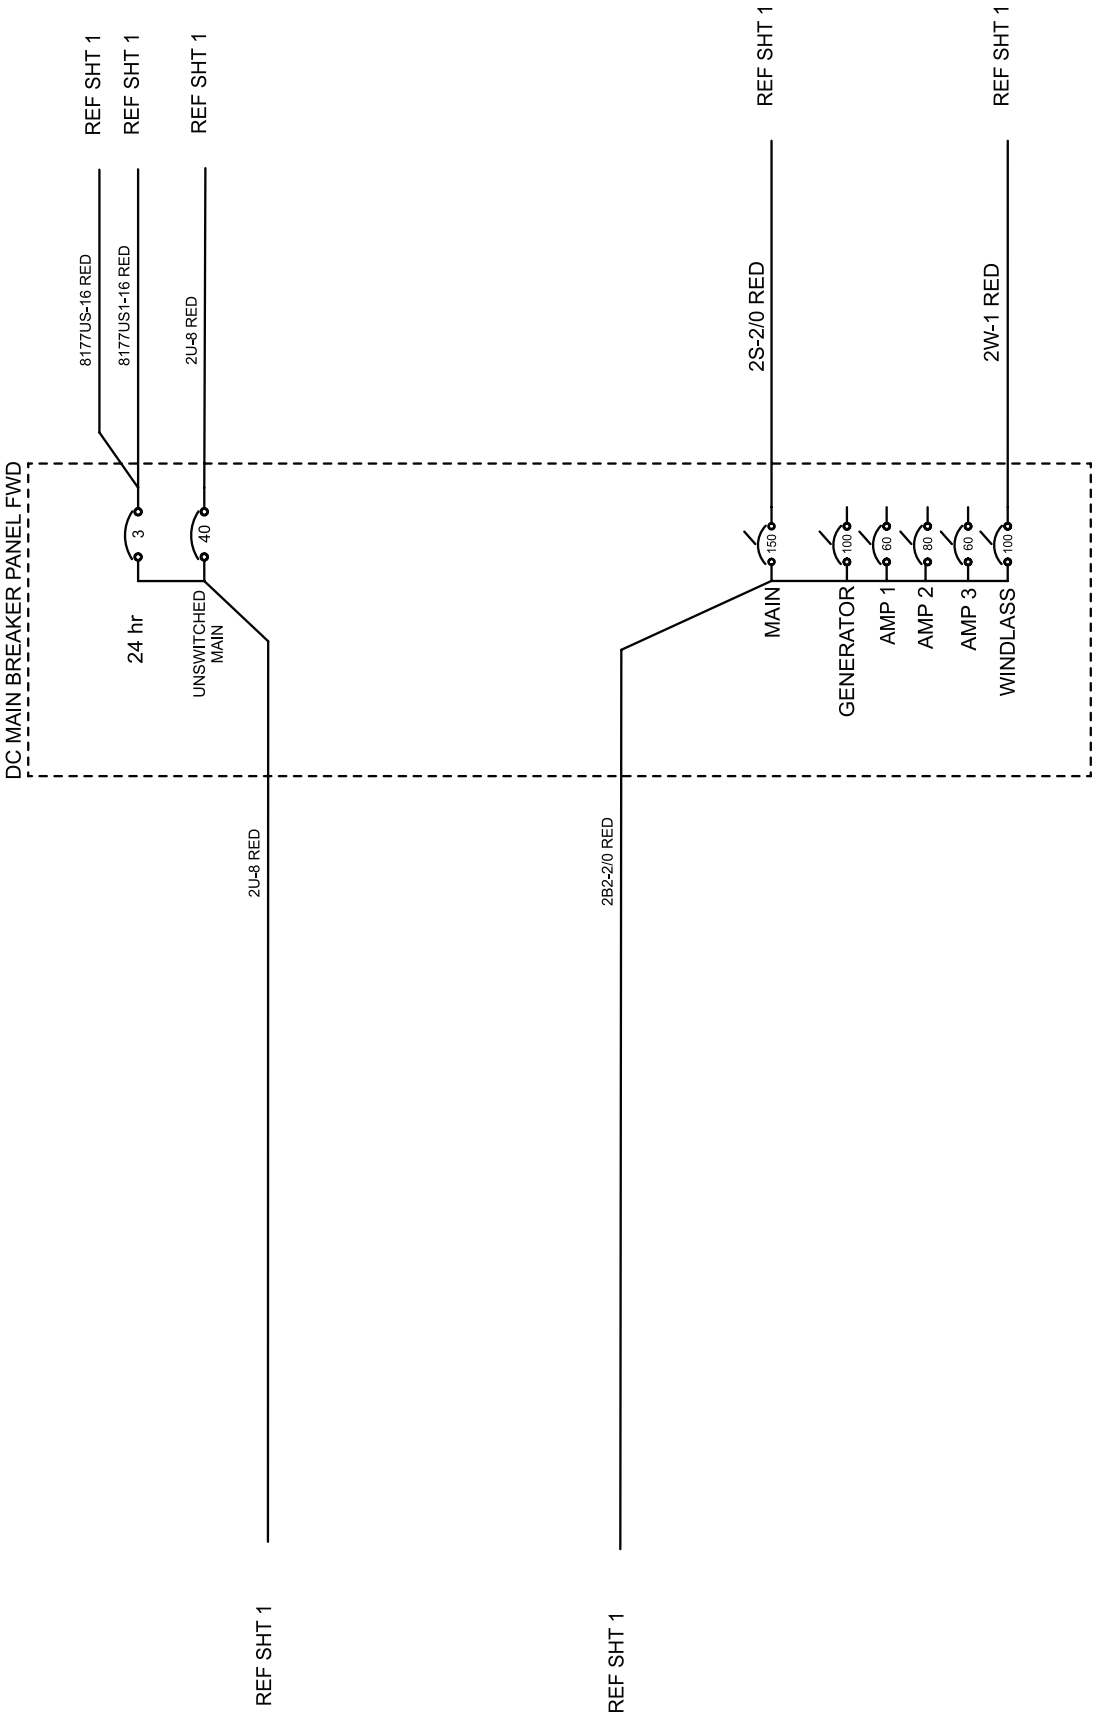 DC MAIN BREAKER PANEL FWD
REF SHT 1
REF SHT 1
REF SHT 1
REF SHT 1
REF SHT 1
8177US-16 RED
8177US1-16 RED
2U-8 RED
2S-2/0 RED
2W-1 RED
3
40
150
100
60
80
60
100
24 hr
UNSWITCHED
MAIN
MAIN
GENERATOR
AMP 1
AMP 2
AMP 3
WINDLASS
2U-8 RED
2B2-2/0 RED
REF SHT 1
REF SHT 1